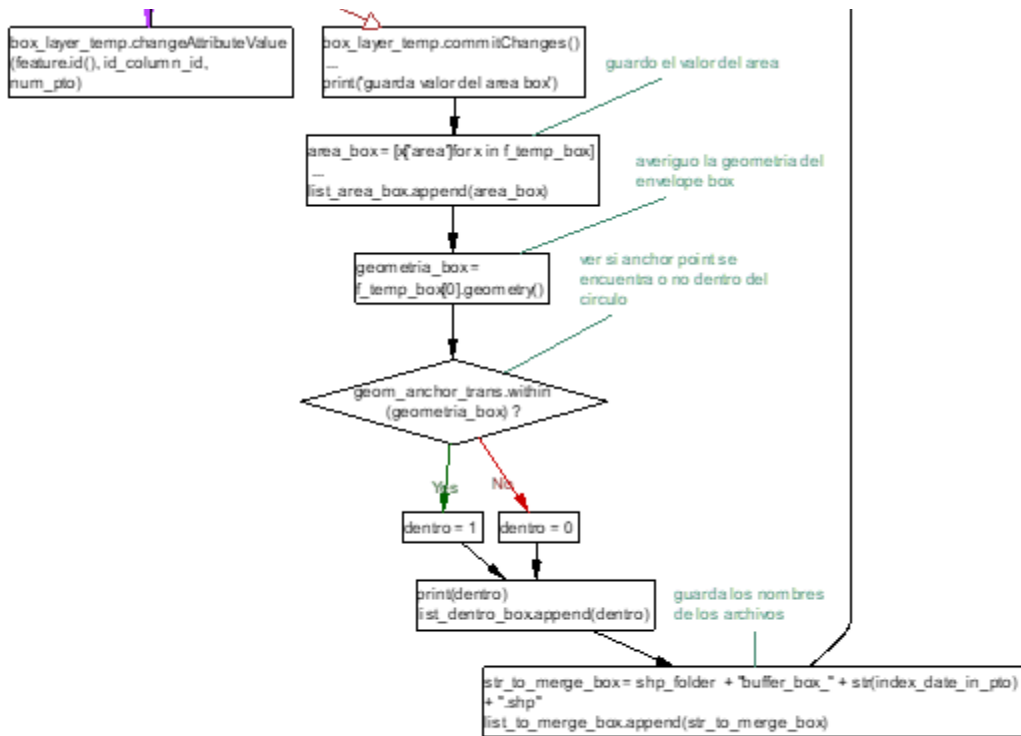 box_layer_temp.changeAttributeValue
(feature.id(), id_column_id,
num_pto)
box_layer_temp.commitChanges()
...
print('guarda valor del area box')
guardo el valor del area
area_box = [x['area'] for x in f_temp_box]
...
list_area_box.append(area_box)
averiguo la geometria del
envelope box
geometria_box =
f_temp_box[0].geometry()
ver si anchor point se
encuentra o no dentro del
circulo
geom_anchor_trans.within
(geometria_box) ?
Yes
No
dentro = 1
dentro = 0
print(dentro)
list_dentro_box.append(dentro)
guarda los nombres
de los archivos
str_to_merge_box = shp_folder + "buffer_box_" + str(index_date_in_pto)
+ ".shp"
list_to_merge_box.append(str_to_merge_box)